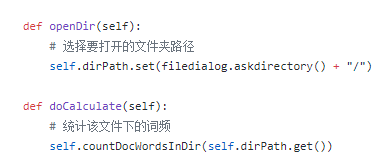 def openDir(self):
    # 选择要打开的文件夹路径
    self.dirPath.set(filedialog.askdirectory() + "/")
def doCalculate(self):
    # 统计该文件下的词频
    self.countDocWordsInDir(self.dirPath.get())